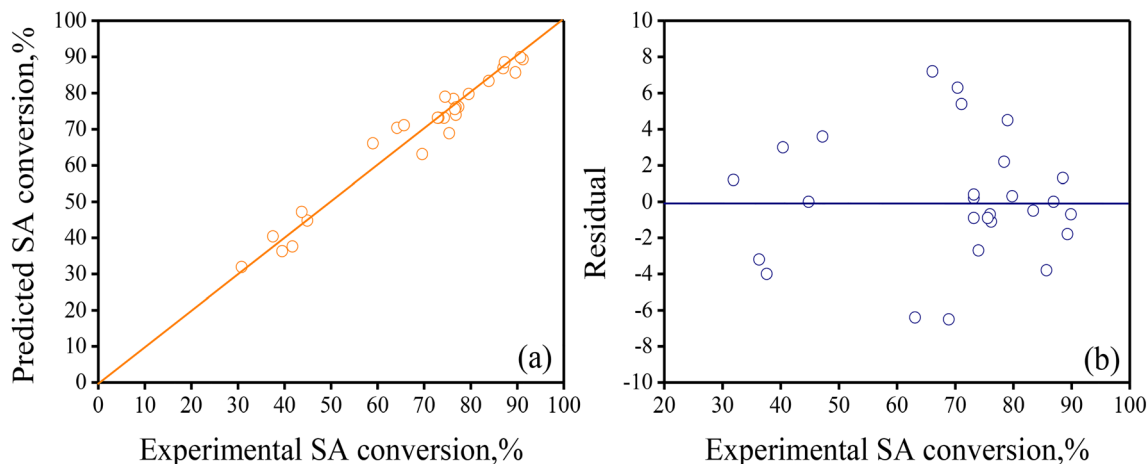 Predicted SA conversion,%
100
90
80
70
60
50
40
30
20
10
0
(a)
0 10 20 30 40 50 60 70 80 90 100
Experimental SA conversion,%
Residual
10
8
6
4
2
0
-2
-4
-6
-8
-10
(b)
20 30 40 50 60 70 80 90 100
Experimental SA conversion,%